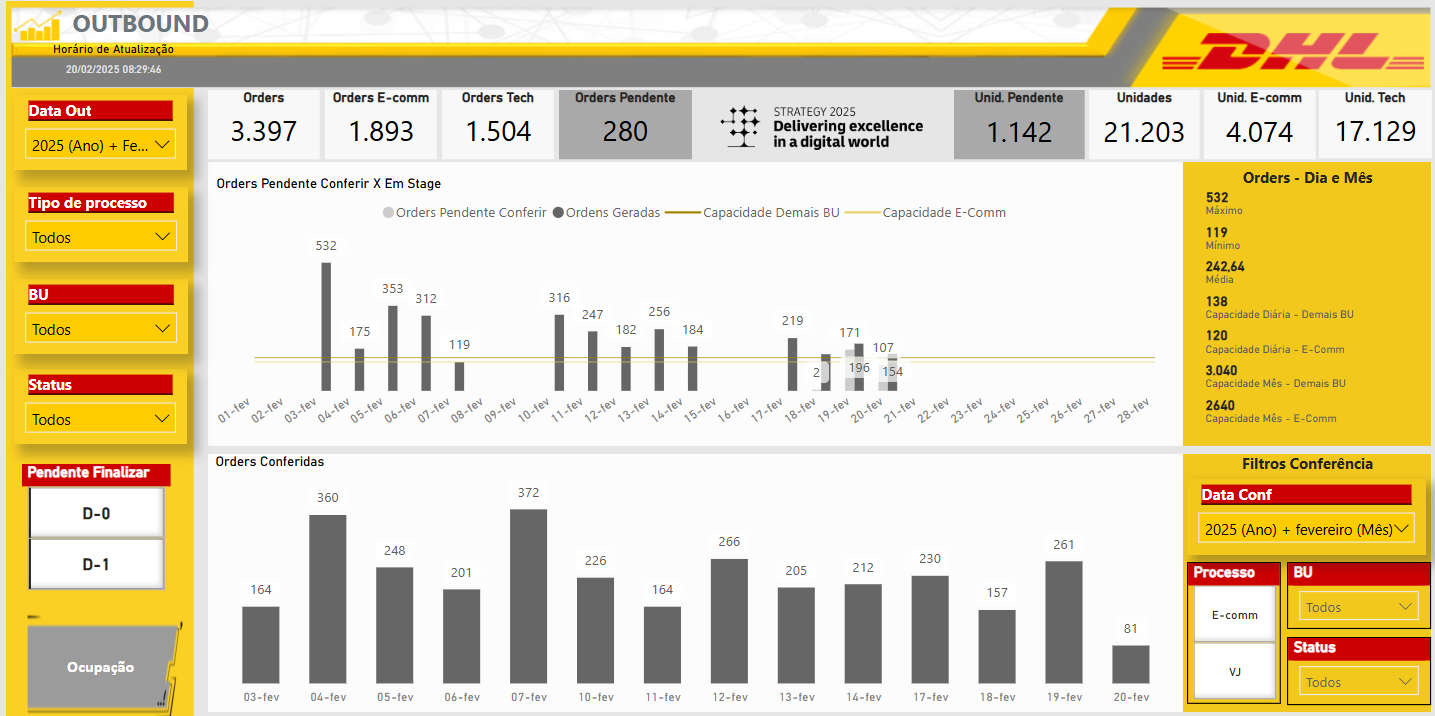 OUTBOUND
Horário de Atualização
20/02/2025 08:29:46
DHL
Data Out
2025 (Ano) + Fe...
Tipo de processo
Todos
BU
Todos
Status
Todos
Pendente Finalizar
D-0
D-1
Ocupação
Orders
3.397
Orders E-comm
1.893
Orders Tech
1.504
Orders Pendente
280
STRATEGY 2025
Delivering excellence
in a digital world
Unid. Pendente
1.142
Unidades
21.203
Unid. E-comm
4.074
Unid. Tech
17.129
Orders Pendente Conferir X Em Stage
Orders Pendente Conferir Ordens Geradas Capacidade Demais BU Capacidade E-Comm
532
175
353
312
119
316
247
182
256
184
219
2
171
196
107
154
01-fev 02-fev 03-fev 04-fev 05-fev 06-fev 07-fev 08-fev 09-fev 10-fev 11-fev 12-fev 13-fev 14-fev 15-fev 16-fev 17-fev 18-fev 19-fev 20-fev 21-fev 22-fev 23-fev 24-fev 25-fev 26-fev 27-fev 28-fev
Orders - Dia e Mês
532
Máximo
119
Mínimo
242,64
Média
138
Capacidade Diária - Demais BU
120
Capacidade Diária - E-Comm
3.040
Capacidade Mês - Demais BU
2640
Capacidade Mês - E-Comm
Orders Conferidas
164
360
248
201
372
226
164
266
205
212
230
157
261
81
03-fev 04-fev 05-fev 06-fev 07-fev 10-fev 11-fev 12-fev 13-fev 14-fev 17-fev 18-fev 19-fev 20-fev
Filtros Conferência
Data Conf
2025 (Ano) + fevereiro (Mês)
Processo
E-comm
VJ
BU
Todos
Status
Todos